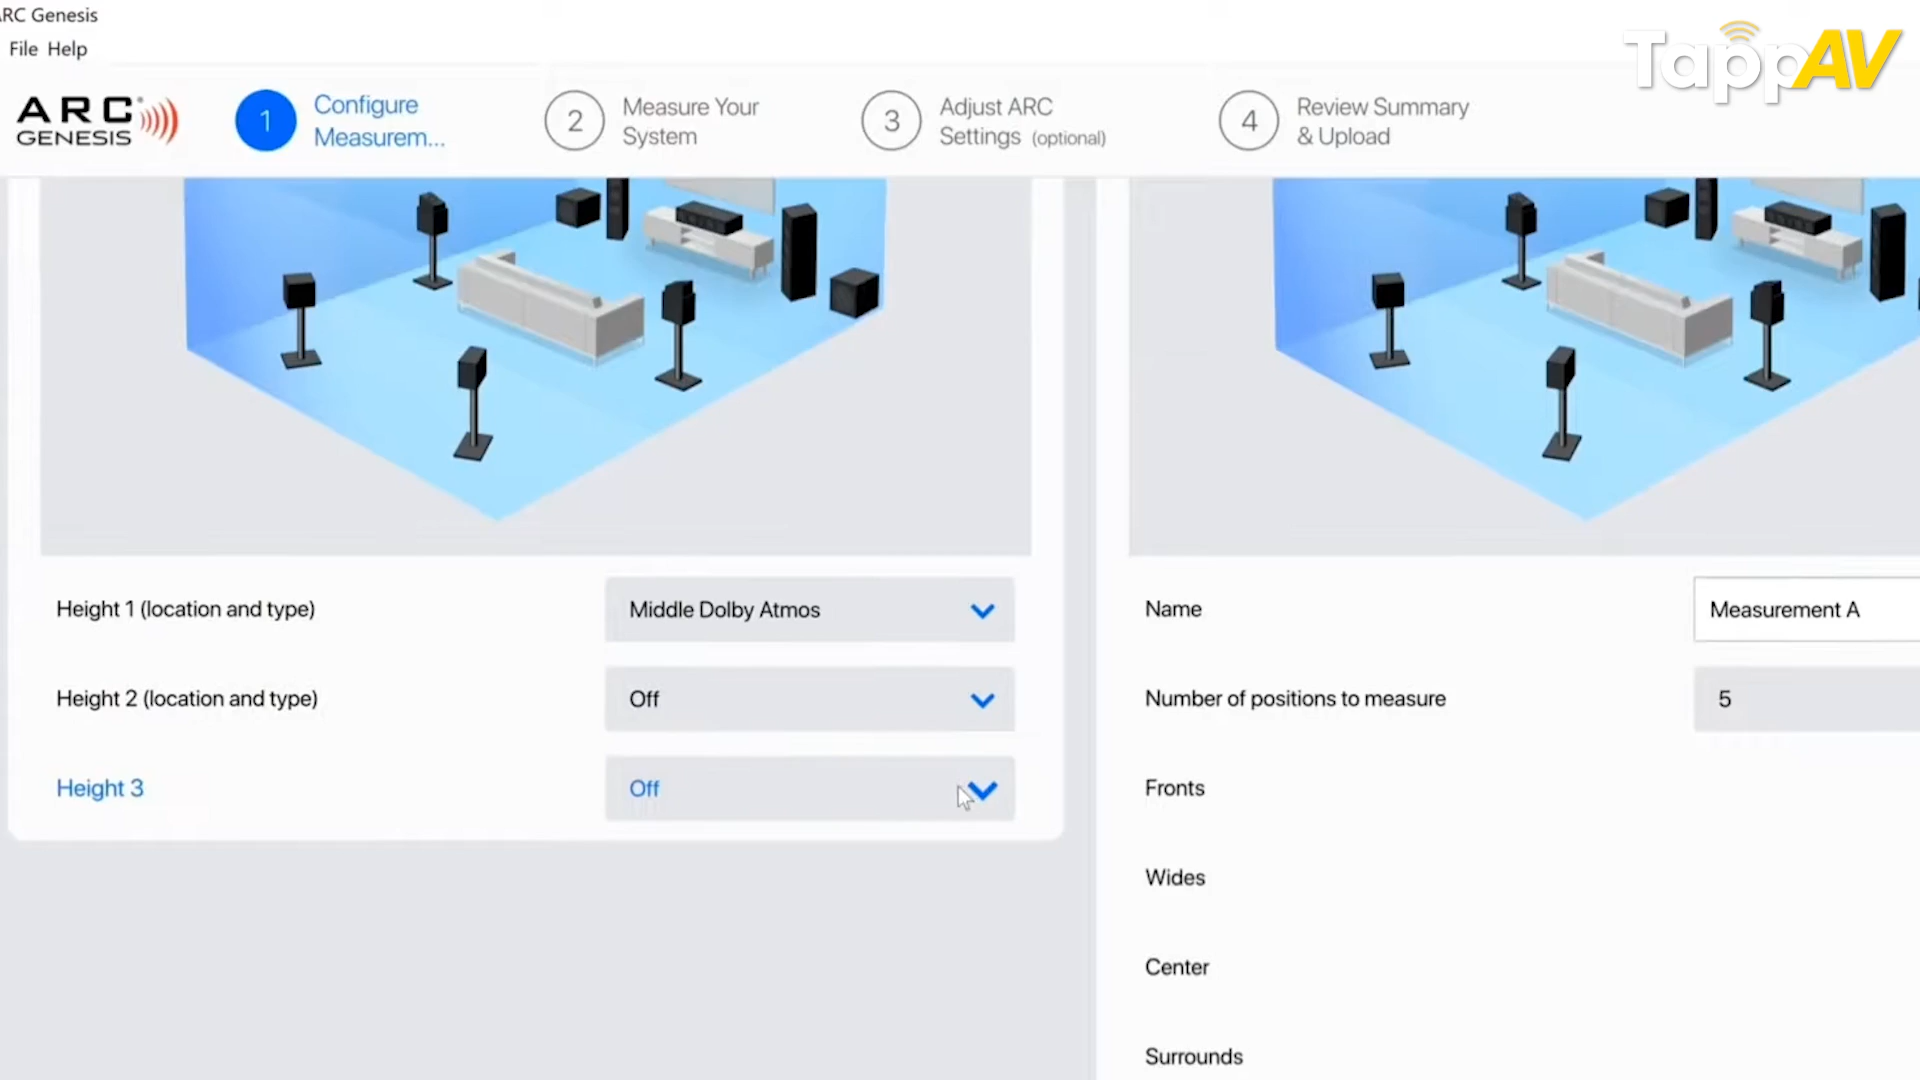 ARC Genesis
File Help
TappAV
ARC
GENESIS
1
Configure
Measurem...
2
Measure Your
System
3
Adjust ARC
Settings (optional)
4
Review Summary
& Upload
Height 1 (location and type)
Middle Dolby Atmos
Height 2 (location and type)
Off
Height 3
Off
Name
Measurement A
Number of positions to measure
5
Fronts
Wides
Center
Surrounds